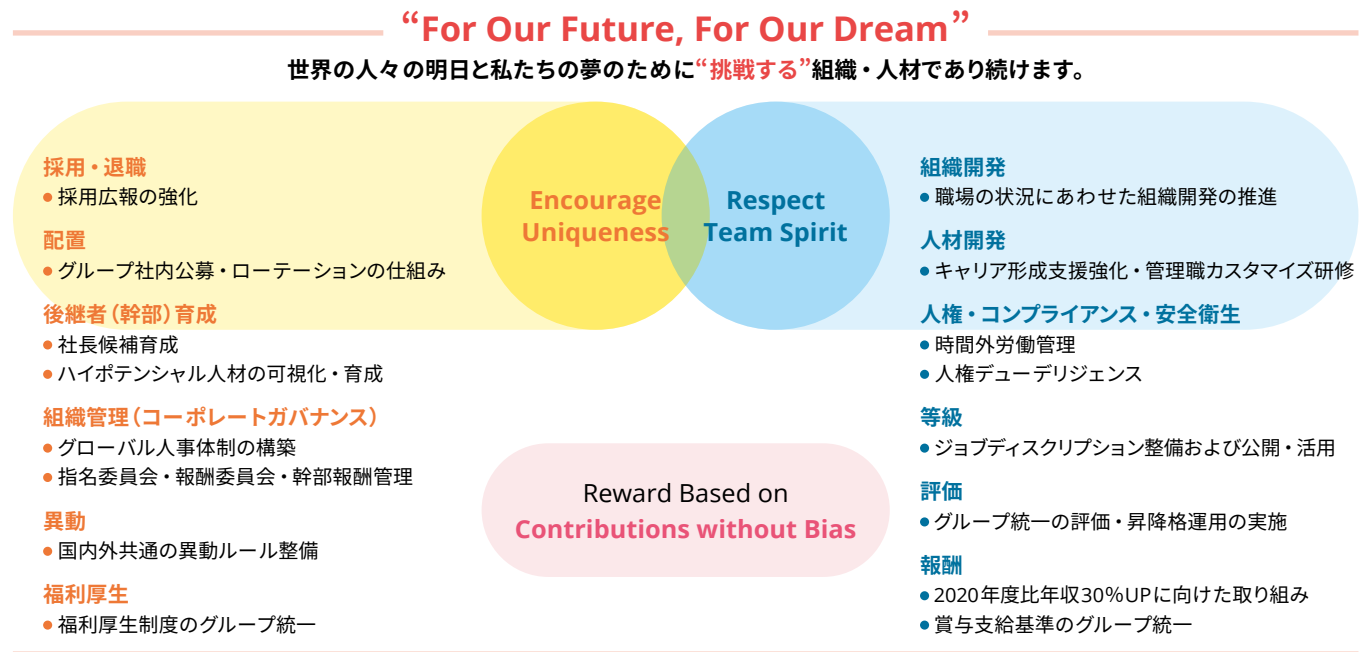 “For Our Future, For Our Dream”
世界の人々の明日と私たちの夢のために“挑戦する”組織・人材であり続けます。
採用・退職
• 採用広報の強化
配置
• グループ社内公募・ローテーションの仕組み
後継者(幹部)育成
• 社長候補育成
• ハイポテンシャル人材の可視化・育成
組織管理(コーポレートガバナンス)
• グローバル人事体制の構築
• 指名委員会・報酬委員会・幹部報酬管理
異動
• 国内外共通の異動ルール整備
福利厚生
• 福利厚生制度のグループ統一
Encourage
Uniqueness
Respect
Team Spirit
Reward Based on
Contributions without Bias
組織開発
• 職場の状況にあわせた組織開発の推進
人材開発
• キャリア形成支援強化・管理職カスタマイズ研修
人権・コンプライアンス・安全衛生
• 時間外労働管理
• 人権デューデリジェンス
等級
• ジョブディスクリプション整備および公開・活用
評価
• グループ統一の評価・昇降格運用の実施
報酬
• 2020年度比年収30%UPに向けた取り組み
• 賞与支給基準のグループ統一